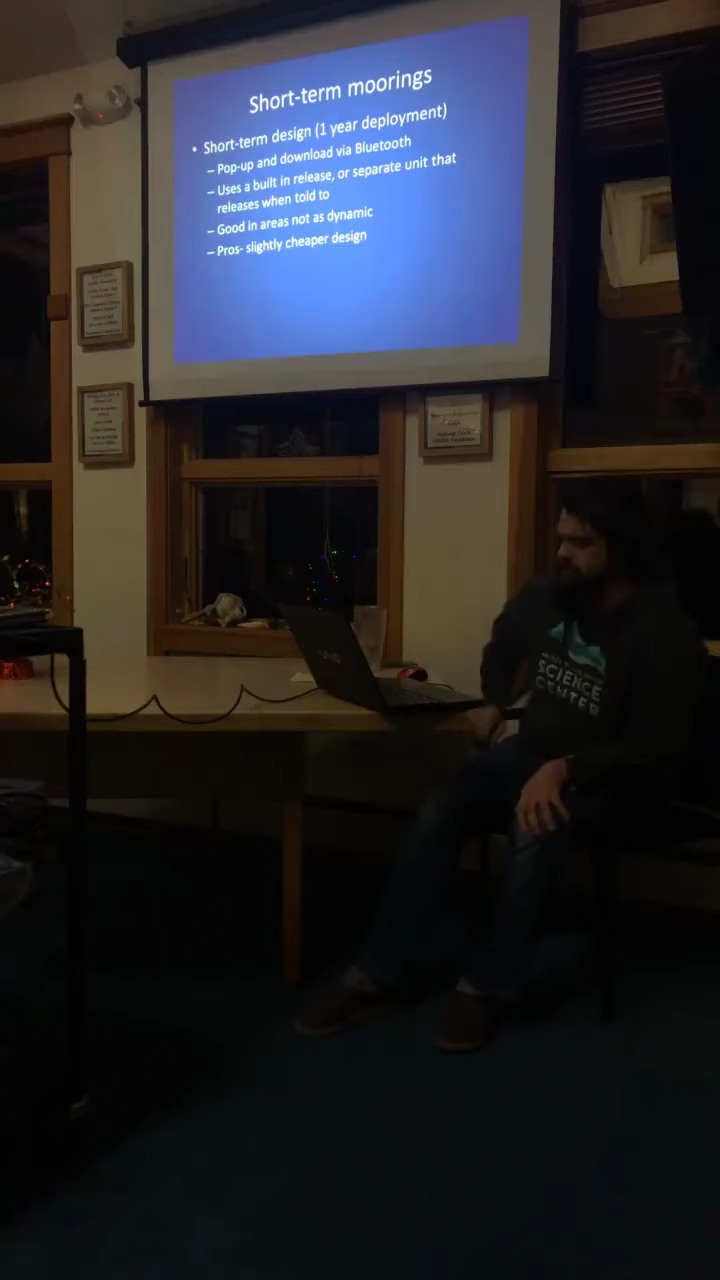 Short-term moorings
• Short-term design (1 year deployment)
– Pop-up and download via Bluetooth
– Uses a built in release, or separate unit that
releases when told to
– Good in areas not as dynamic
– Pros- slightly cheaper design
VAIO
SCIENCE
CENTER